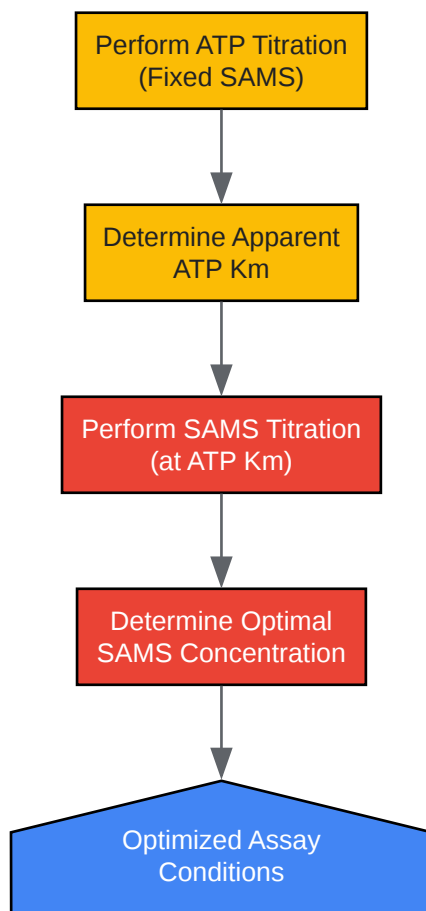 Perform ATP Titration
(Fixed SAMS)
Determine Apparent
ATP Km
Perform SAMS Titration
(at ATP Km)
Determine Optimal
SAMS Concentration
Optimized Assay
Conditions